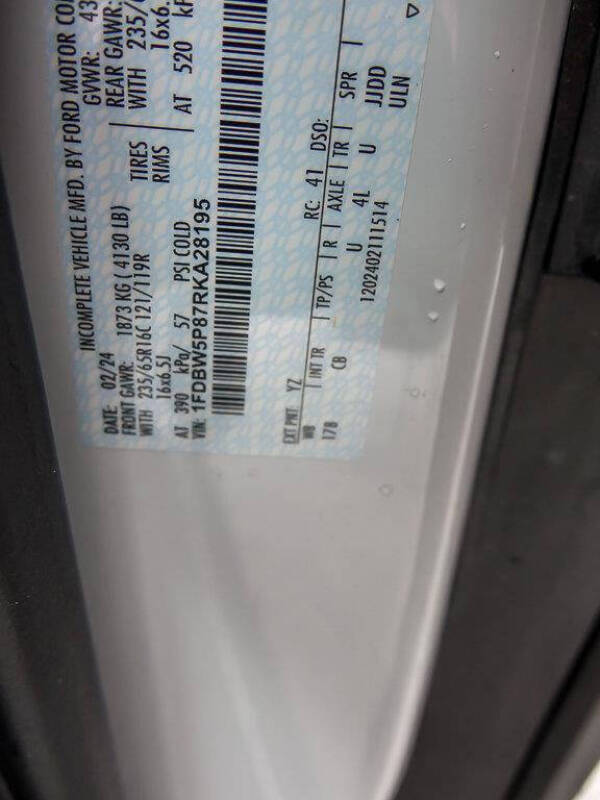 INCOMPLETE VEHICLE MFD. BY FORD MOTOR
DATE: 02/24 GVWR: 43
FRONT GAWR: 1873 KG ( 4130 LB) REAR GAWR:
WITH 235/65R16C 121/119R TIRES WITH 235/
16x6.5J RIMS 16x6.
AT 390 kPa/ 57 PSI COLD AT 520
VIN: 1FDBW5P87RKA28195
EXT PNT: YZ RC: 41 DSO:
WB | INT TR | TP/PS | R | AXLE | TR | SPR |
178 CB U 4L U JJDD
1202402111514 ULN